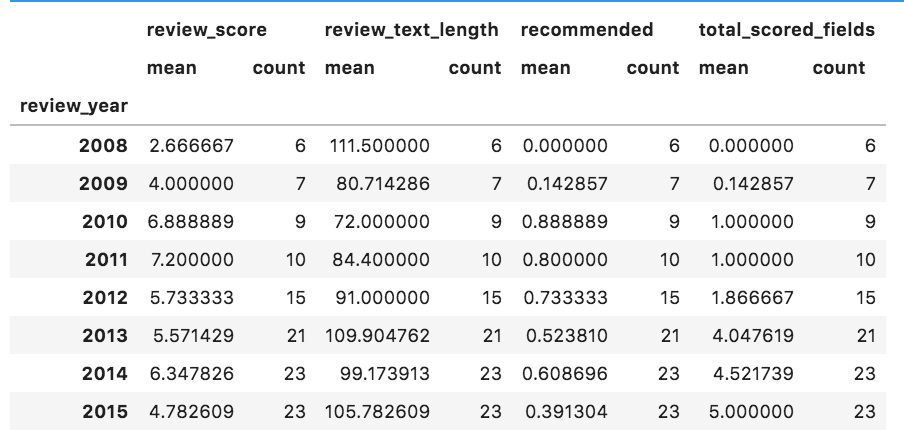 review_score review_text_length recommended total_scored_fields
mean count mean count mean count mean count
review_year
2008 2.666667 6 111.500000 6 0.000000 6 0.000000 6
2009 4.000000 7 80.714286 7 0.142857 7 0.142857 7
2010 6.888889 9 72.000000 9 0.888889 9 1.000000 9
2011 7.200000 10 84.400000 10 0.800000 10 1.000000 10
2012 5.733333 15 91.000000 15 0.733333 15 1.866667 15
2013 5.571429 21 109.904762 21 0.523810 21 4.047619 21
2014 6.347826 23 99.173913 23 0.608696 23 4.521739 23
2015 4.782609 23 105.782609 23 0.391304 23 5.000000 23